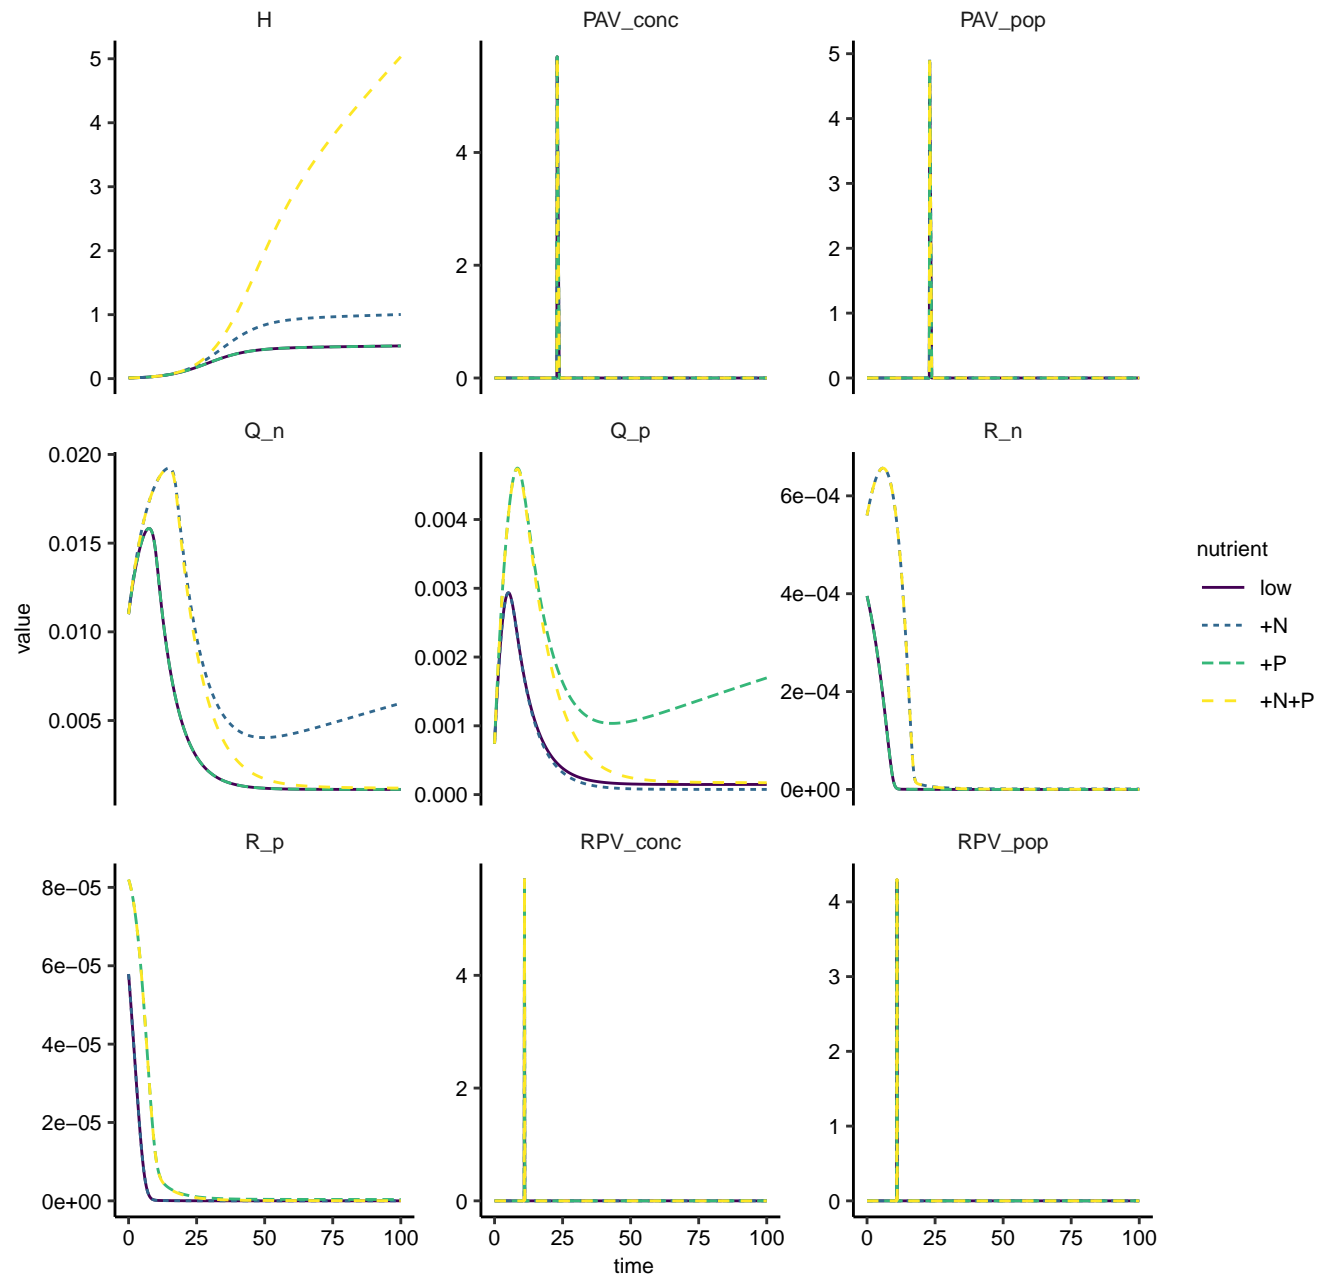 H
PAV_conc
PAV_pop
5
4
3
2
1
0
4
2
0
5
4
3
2
1
0
Q_n
Q_p
R_n
0.020
0.015
0.010
0.005
0.004
0.003
0.002
0.001
0.000
6e−04
4e−04
2e−04
0e+00
R_p
RPV_conc
RPV_pop
8e−05
6e−05
4e−05
2e−05
0e+00
4
2
0
4
3
2
1
0
0 25 50 75 100
0 25 50 75 100
0 25 50 75 100
time
value
nutrient
low
+N
+P
+N+P